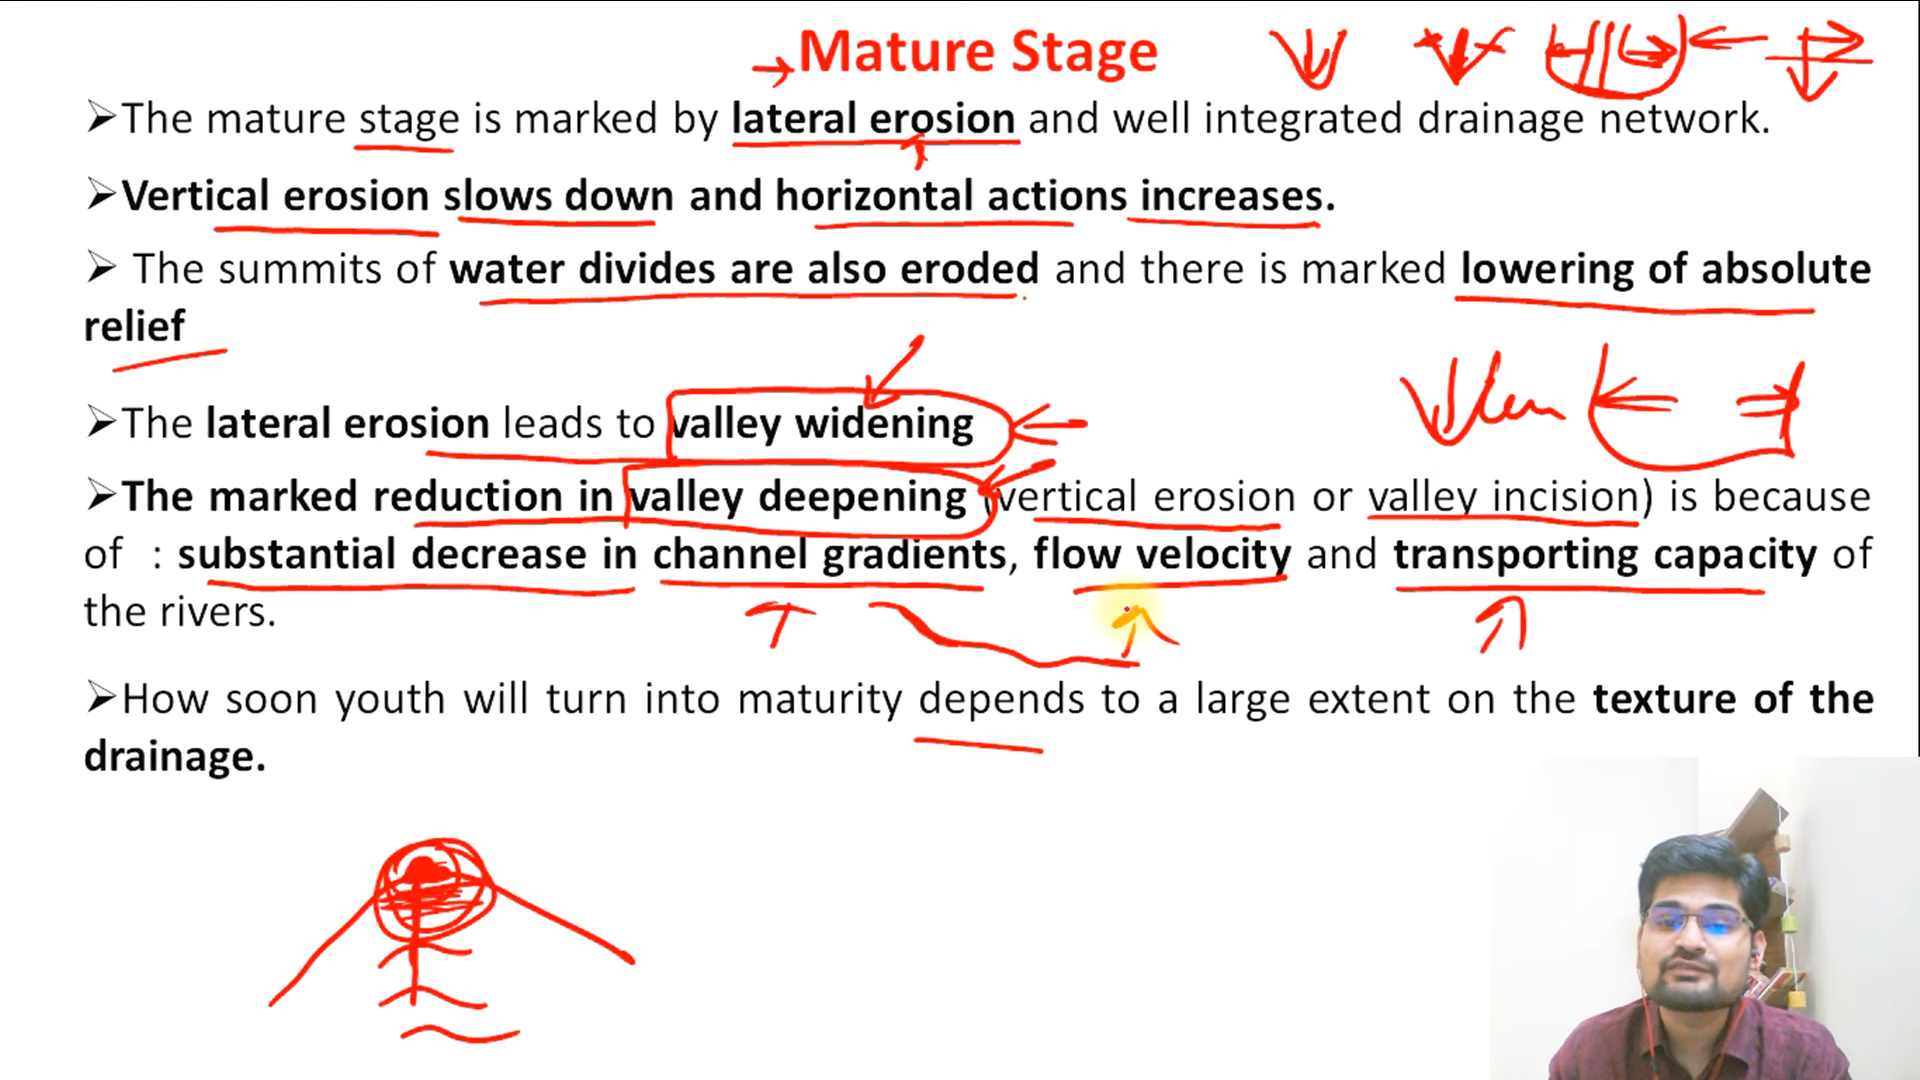 Mature Stage
➢The mature stage is marked by lateral erosion and well integrated drainage network.
➢Vertical erosion slows down and horizontal actions increases.
➢ The summits of water divides are also eroded and there is marked lowering of absolute
relief
➢The lateral erosion leads to valley widening
➢The marked reduction in valley deepening (vertical erosion or valley incision) is because
of : substantial decrease in channel gradients, flow velocity and transporting capacity of
the rivers.
➢How soon youth will turn into maturity depends to a large extent on the texture of the
drainage.